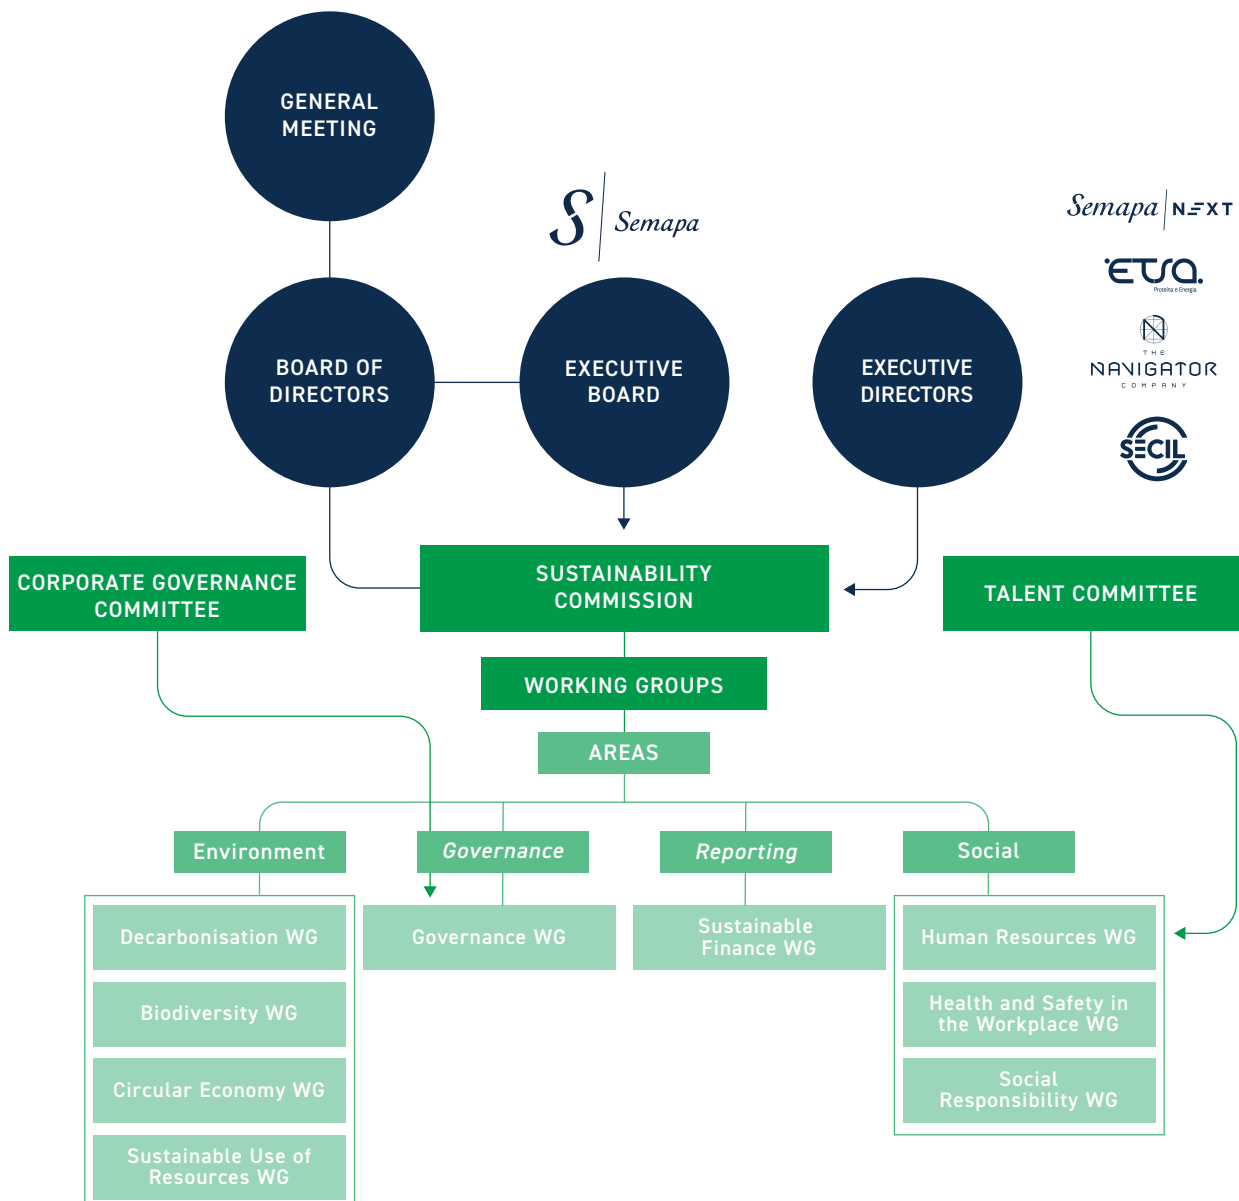 GENERAL
MEETING
S
Semapa
Semapa
NEXT
ETSA.
Proteína e Energia
N
THE
NAVIGATOR
COMPANY
SECIL
BOARD OF
DIRECTORS
EXECUTIVE
BOARD
EXECUTIVE
DIRECTORS
CORPORATE GOVERNANCE
COMMITTEE
SUSTAINABILITY
COMMISSION
TALENT COMMITTEE
WORKING GROUPS
AREAS
Environment
Governance
Reporting
Social
Decarbonisation WG
Biodiversity WG
Circular Economy WG
Sustainable Use of
Resources WG
Governance WG
Sustainable
Finance WG
Human Resources WG
Health and Safety in
the Workplace WG
Social
Responsibility WG